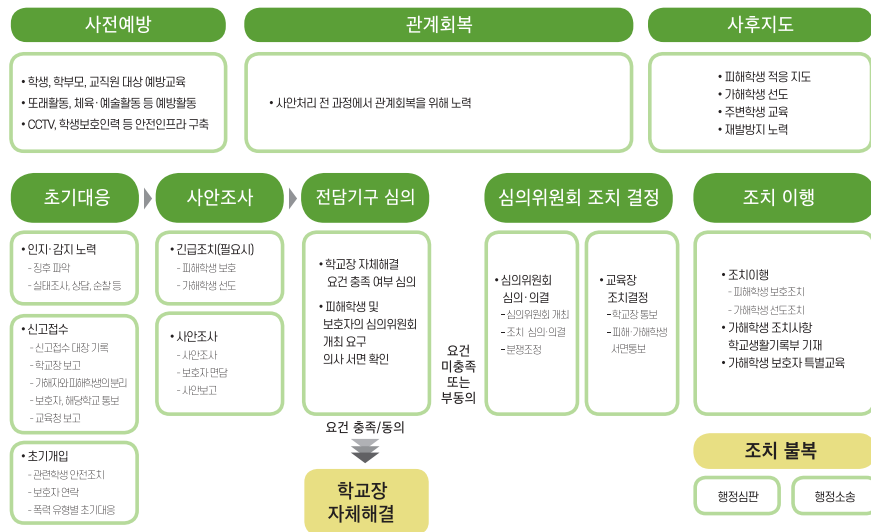 사전예방
관계회복
사후지도
• 학생, 학부모, 교직원 대상 예방교육
• 또래활동, 체육·예술활동 등 예방활동
• CCTV, 학생보호인력 등 안전인프라 구축
• 사안처리 전 과정에서 관계회복을 위해 노력
• 피해학생 적응 지도
• 가해학생 선도
• 주변학생 교육
• 재발방지 노력
초기대응
사안조사
전담기구 심의
심의위원회 조치 결정
조치 이행
• 인지·감지 노력
- 징후 파악
- 실태조사, 상담, 순찰 등
• 신고접수
- 신고접수 대장 기록
- 학교장 보고
- 가해자와 피해학생의 분리
- 보호자, 해당학교 통보
- 교육청 보고
• 초기개입
- 관련학생 안전조치
- 보호자 연락
- 폭력 유형별 초기대응
• 긴급조치(필요시)
- 피해학생 보호
- 가해학생 선도
• 사안조사
- 사안조사
- 보호자 면담
- 사안보고
• 학교장 자체해결
요건 충족 여부 심의
• 피해학생 및
보호자의 심의위원회
개최 요구
의사 서면 확인
요건 충족/동의
학교장
자체해결
요건
미충족
또는
부동의
• 심의위원회
심의·의결
- 심의위원회 개최
- 조치 심의·의결
- 분쟁조정
• 교육장
조치결정
- 학교장 통보
- 피해·가해학생
서면통보
• 조치이행
- 피해학생 보호조치
- 가해학생 선도조치
• 가해학생 조치사항
학교생활기록부 기재
• 가해학생 보호자 특별교육
조치 불복
행정심판
행정소송